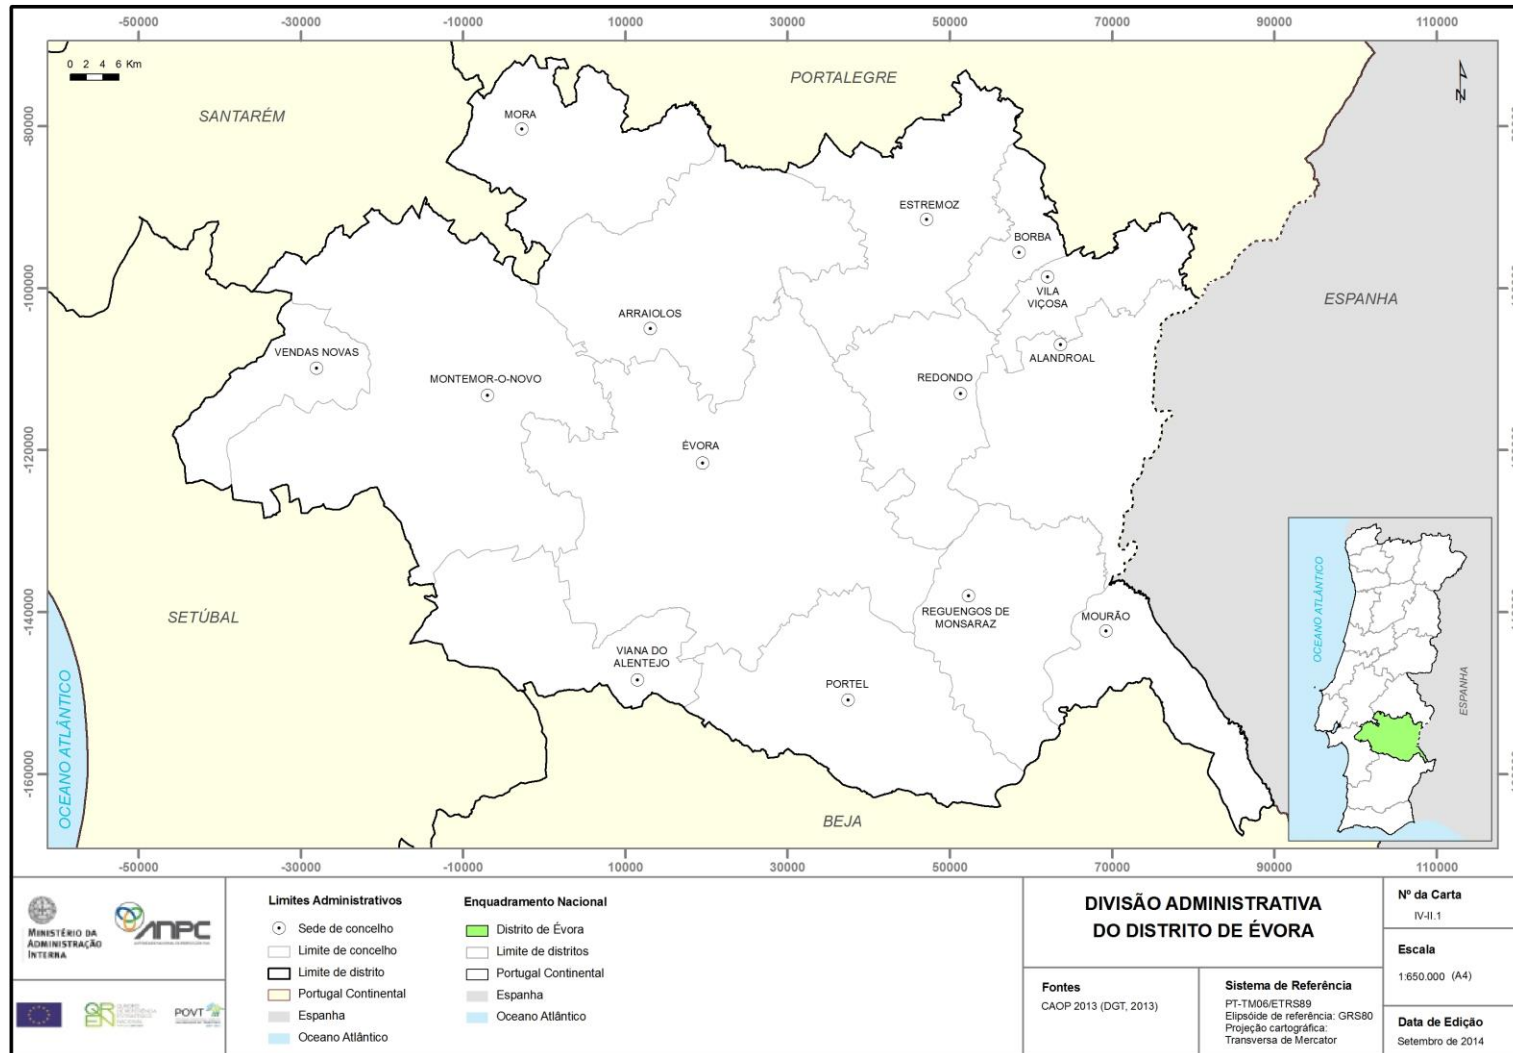 -50000
-30000
-10000
10000
30000
50000
70000
90000
110000
0 2 4 6 Km
PORTALEGRE
SANTARÉM
MORA
-80000
ESTREMOZ
BORBA
VILA
VIÇOSA
ESPANHA
-100000
ARRAIOLOS
VENDAS NOVAS
MONTEMOR-O-NOVO
REDONDO
ALANDROAL
ÉVORA
-120000
SETÚBAL
-140000
REGUENGOS DE
MONSARAZ
MOURÃO
VIANA DO
ALENTEJO
PORTEL
OCEANO ATLÂNTICO
-160000
BEJA
OCEANO ATLÂNTICO
ESPANHA
N
-50000
-30000
-10000
10000
30000
50000
70000
90000
110000
MINISTÉRIO DA
ADMINISTRAÇÃO
INTERNA
ANPC
QREN
POVT
Limites Administrativos
Sede de concelho
Limite de concelho
Limite de distrito
Portugal Continental
Espanha
Oceano Atlântico
Enquadramento Nacional
Distrito de Évora
Limite de distritos
Portugal Continental
Espanha
Oceano Atlântico
DIVISÃO ADMINISTRATIVA
DO DISTRITO DE ÉVORA
Fontes
CAOP 2013 (DGT, 2013)
Sistema de Referência
PT-TM06/ETRS89
Elipsóide de referência: GRS80
Projeção cartográfica:
Transversa de Mercator
Nº da Carta
IV-II.1
Escala
1:650.000 (A4)
Data de Edição
Setembro de 2014